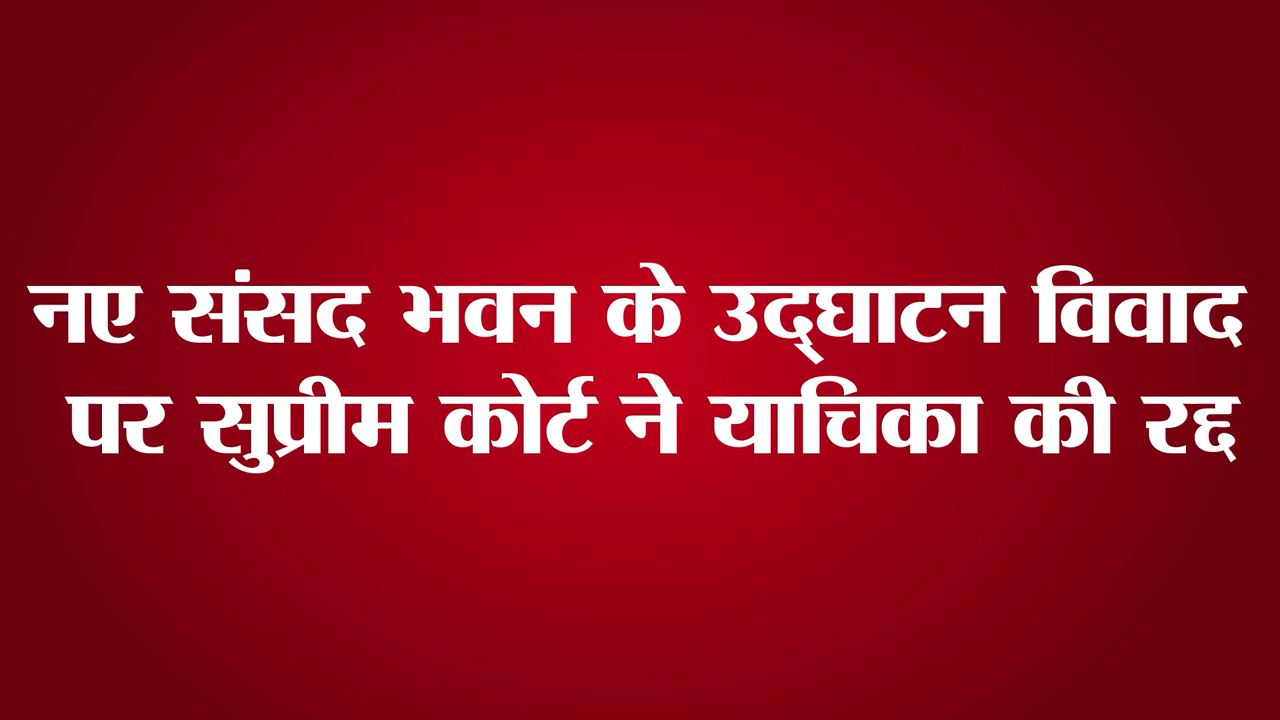 नए संसद भवन के उद्‌घाटन विवाद
पर सुप्रीम कोर्ट ने याचिका की रद्द